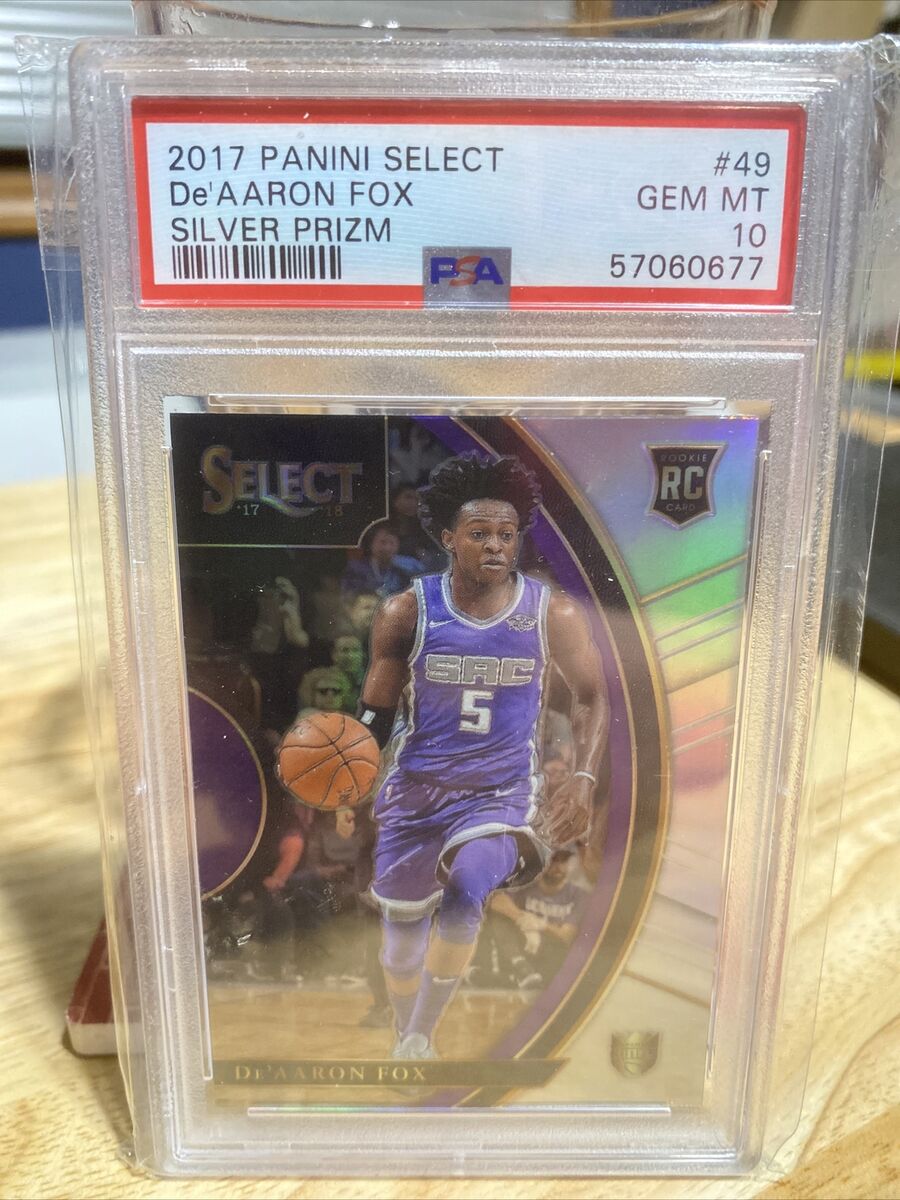 2017 PANINI SELECT #49
De'AARON FOX GEM MT
SILVER PRIZM 10
PSA 57060677
SELECT
'17 '18
ROOKIE
RC
CARD
SAC
5
DE'AARON FOX